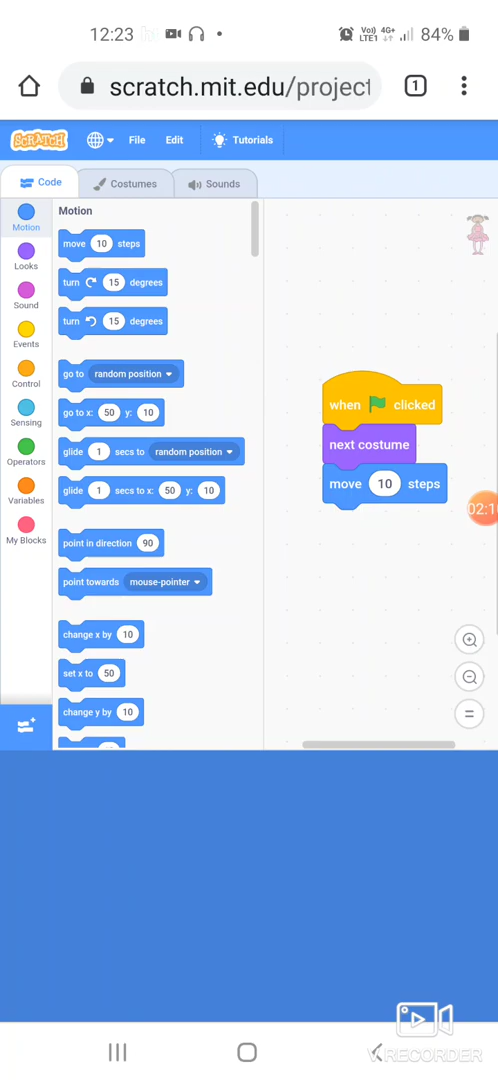 12:23
Vo)) 4G+
LTE1
84%
scratch.mit.edu/project
1
SCRATCH
File
Edit
Tutorials
Code
Costumes
Sounds
Motion
Looks
Sound
Events
Control
Sensing
Operators
Variables
My Blocks
Motion
move 10 steps
turn 15 degrees
turn 15 degrees
go to random position
go to x: 50 y: 10
glide 1 secs to random position
glide 1 secs to x: 50 y: 10
point in direction 90
point towards mouse-pointer
change x by 10
set x to 50
change y by 10
when clicked
next costume
move 10 steps
V.RECORDER